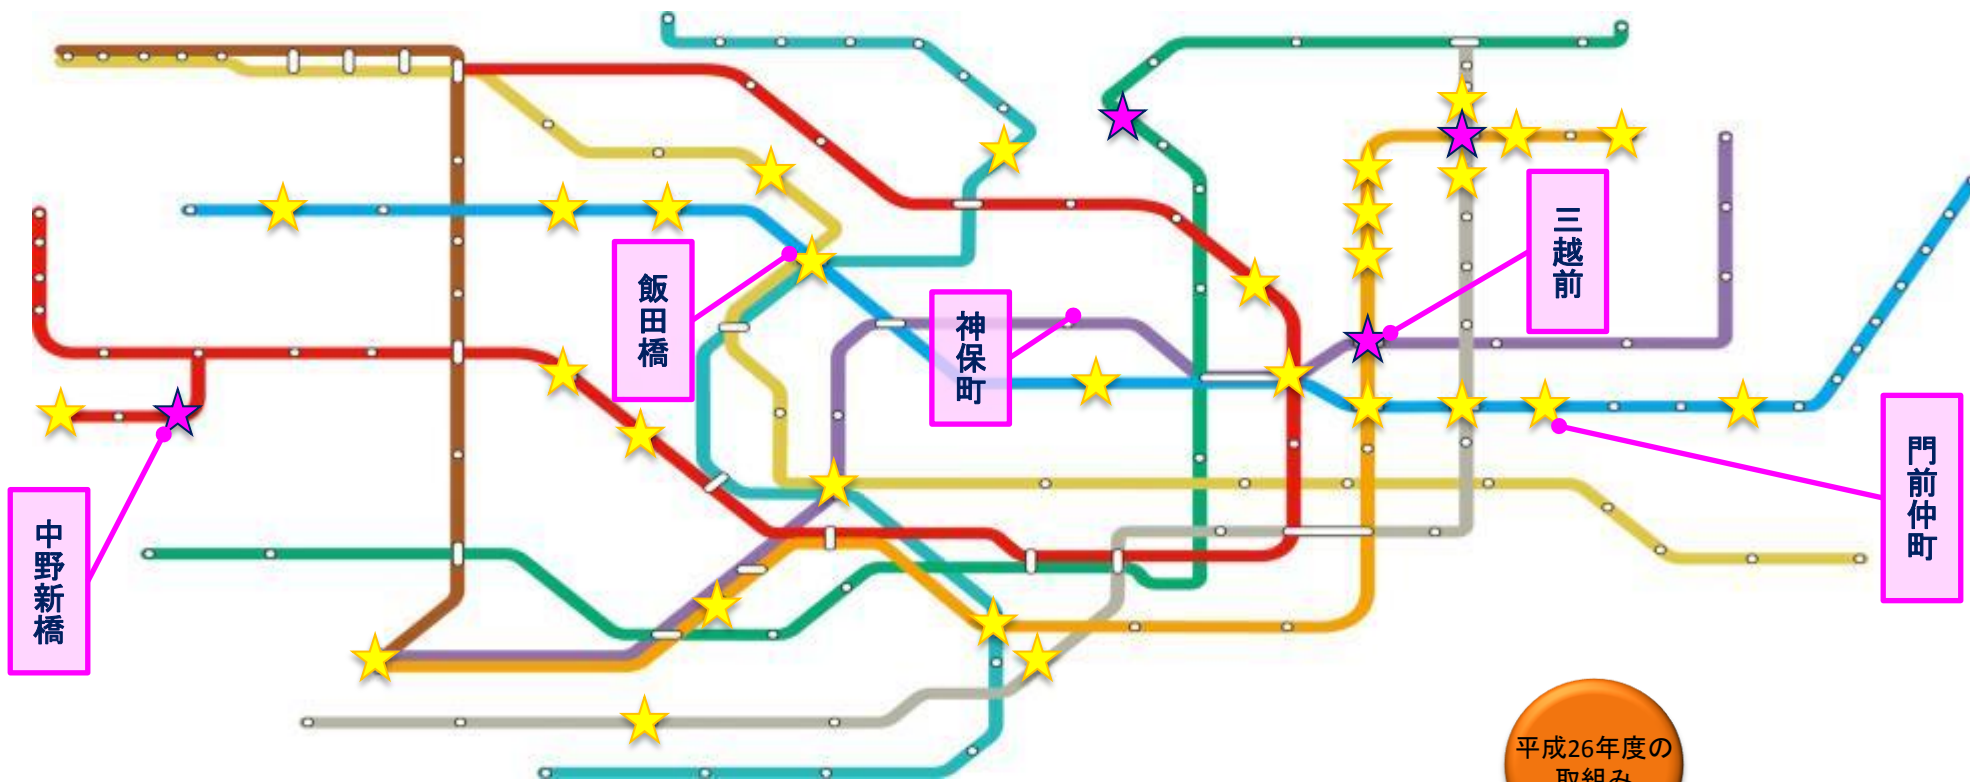 三越前
飯田橋
神保町
門前仲町
中野新橋
平成26年度の
取組み